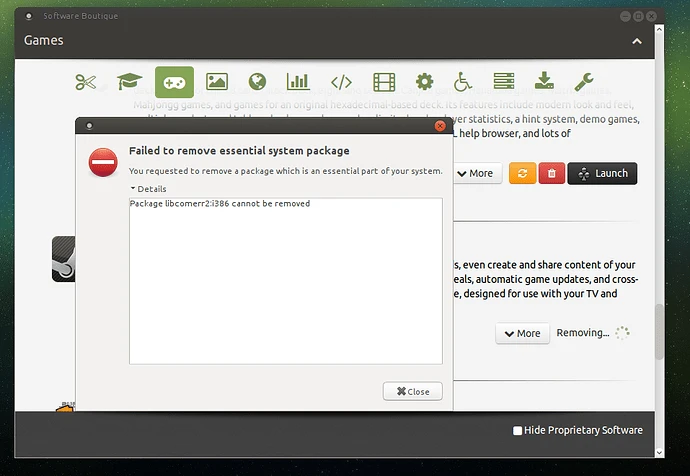 Software Boutique
Games
Mahjongg games, and games for an original hexadecimal-based deck. Its features include modern look and feel,
player statistics, a hint system, demo games,
help browser, and lots of
Failed to remove essential system package
You requested to remove a package which is an essential part of your system.
Details
Package libcomerr2:i386 cannot be removed
More
Launch
s, even create and share content of your
eals, automatic game updates, and cross-
e, designed for use with your TV and
More
Removing...
Close
Hide Proprietary Software